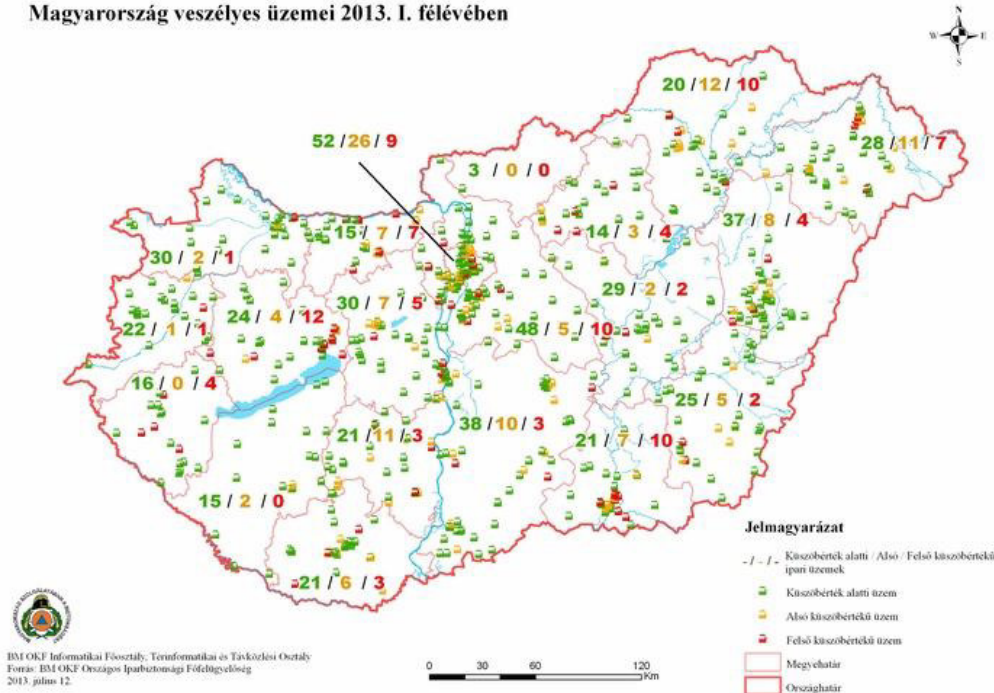 Magyarország veszélyes üzemei 2013. I. félévében
N
W E
S
20 / 12 / 10
52 / 26 / 9
28 / 11 / 7
3 / 0 / 0
37 / 8 / 4
15 / 7 / 7
14 / 3 / 4
30 / 2 / 1
29 / 2 / 2
30 / 7 / 5
24 / 4 / 12
22 / 1 / 1
48 / 5 / 10
16 / 0 / 4
25 / 5 / 2
38 / 10 / 3
21 / 11 / 3
21 / 7 / 10
15 / 2 / 0
21 / 6 / 3
Jelmagyarázat
- / - / - Küszöbérték alatti / Alsó / Felső küszöbértékű
ipari üzemek
Küszöbérték alatti üzem
Alsó küszöbértékű üzem
Felső küszöbértékű üzem
Megyehatár
Országhatár
BM OKF Informatikai Főosztály, Térinformatikai és Távközlési Osztály
Forrás: BM OKF Országos Iparbiztonsági Főfelügyelőség
2013. július 12.
0 30 60 120
Km